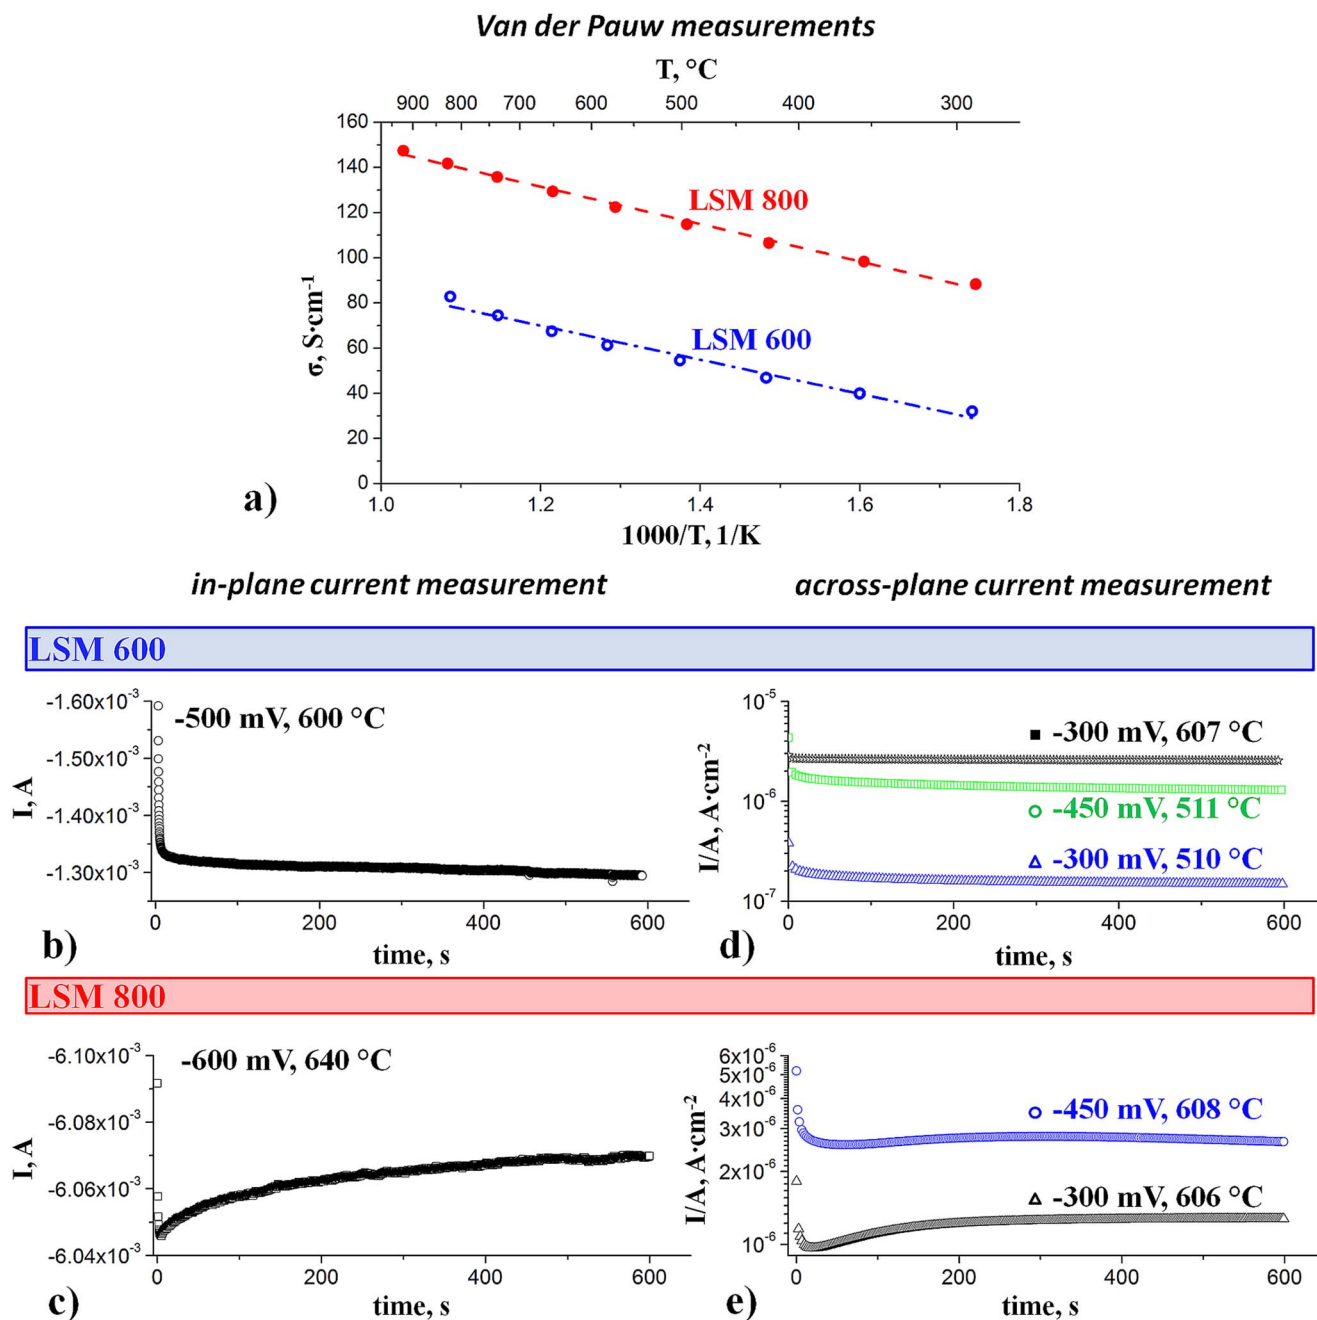 Van der Pauw measurements
T, °C
900 800 700 600 500 400 300
160
140
120
100
80
60
40
20
0
σ, S·cm⁻¹
LSM 800
LSM 600
1.0 1.2 1.4 1.6 1.8
1000/T, 1/K
a)
in-plane current measurement
across-plane current measurement
LSM 600
-1.60x10⁻³
-1.50x10⁻³
-1.40x10⁻³
-1.30x10⁻³
I, A
-500 mV, 600 °C
0 200 400 600
time, s
b)
10⁻⁵
10⁻⁶
10⁻⁷
I/A, A·cm⁻²
■ -300 mV, 607 °C
-450 mV, 511 °C
-300 mV, 510 °C
0 200 400 600
time, s
d)
LSM 800
-6.10x10⁻³
-6.08x10⁻³
-6.06x10⁻³
-6.04x10⁻³
I, A
-600 mV, 640 °C
0 200 400 600
time, s
c)
6x10⁻⁶
5x10⁻⁶
4x10⁻⁶
3x10⁻⁶
2x10⁻⁶
10⁻⁶
I/A, A·cm⁻²
-450 mV, 608 °C
-300 mV, 606 °C
0 200 400 600
time, s
e)